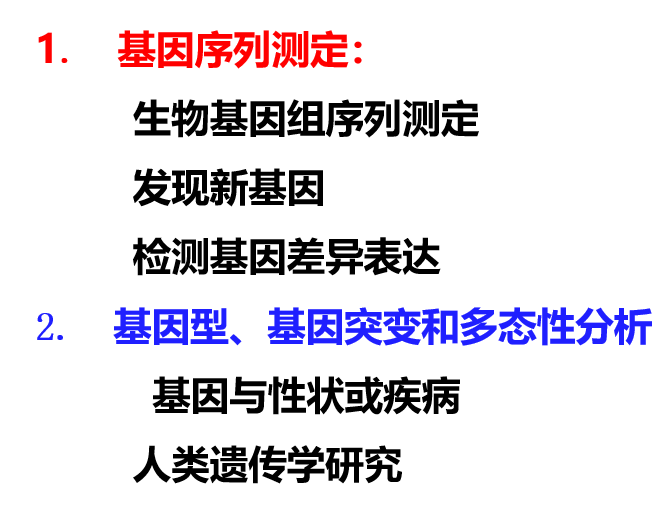 1. 基因序列测定：
生物基因组序列测定
发现新基因
检测基因差异表达
2. 基因型、基因突变和多态性分析
基因与性状或疾病
人类遗传学研究